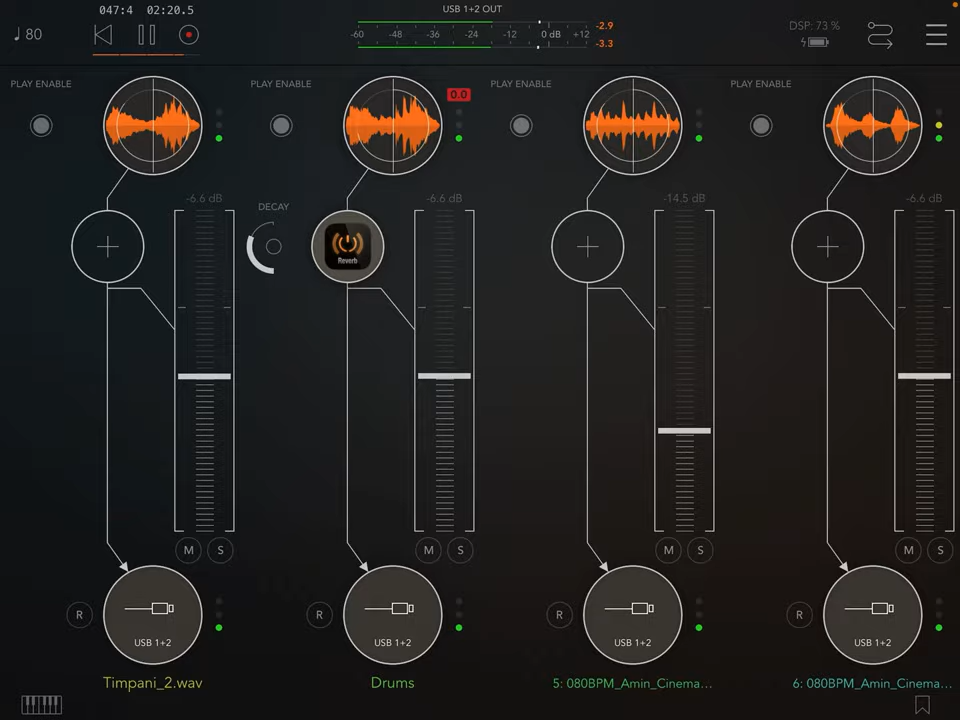 USB 1+2 OUT
047:4 02:20.5
♩80
-60 -48 -36 -24 -12 0 dB +12
-2.9
-3.3
DSP: 73 %
PLAY ENABLE PLAY ENABLE PLAY ENABLE PLAY ENABLE
0.0
-6.6 dB -6.6 dB -14.5 dB -6.6 dB
DECAY
Reverb
M S M S M S M S
R R R R
USB 1+2 USB 1+2 USB 1+2 USB 1+2
Timpani_2.wav Drums 5: 080BPM_Amin_Cinema... 6: 080BPM_Amin_Cinema...